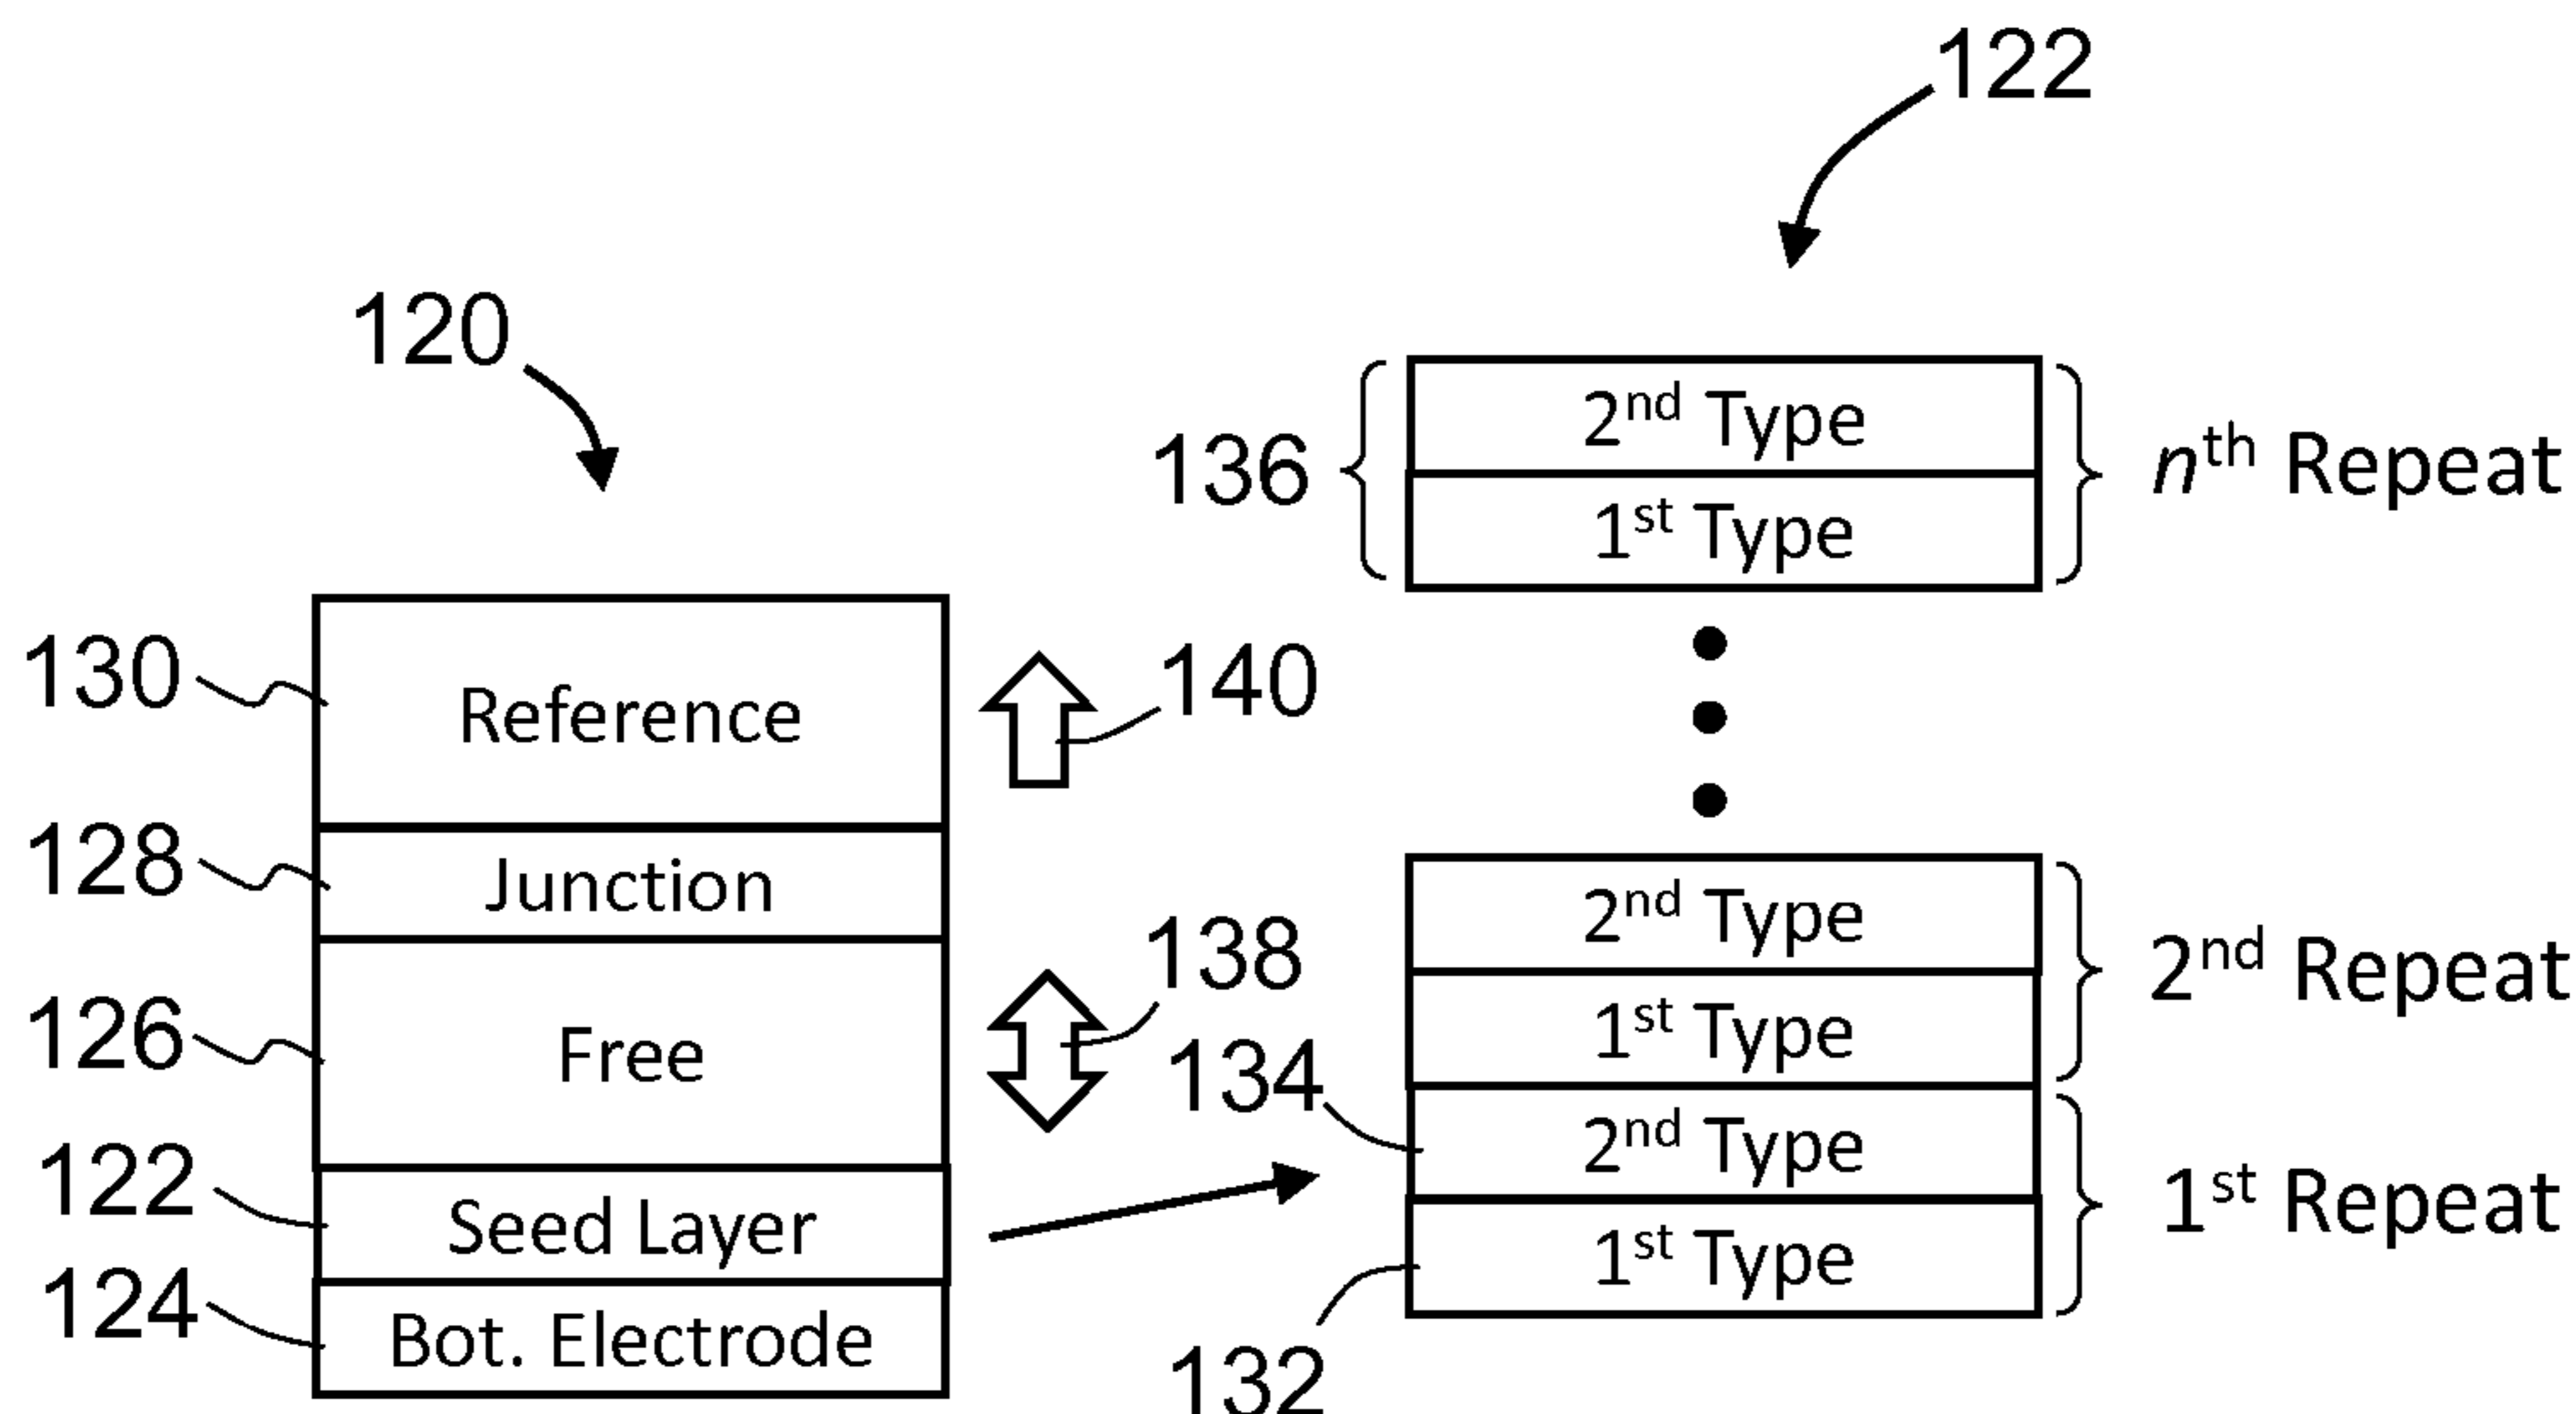 122
120
136
2nd Type
1st Type
nth Repeat
130
Reference
140
128
Junction
126
Free
138
134
2nd Type
1st Type
2nd Repeat
2nd Type
1st Type
1st Repeat
122
Seed Layer
124
Bot. Electrode
132